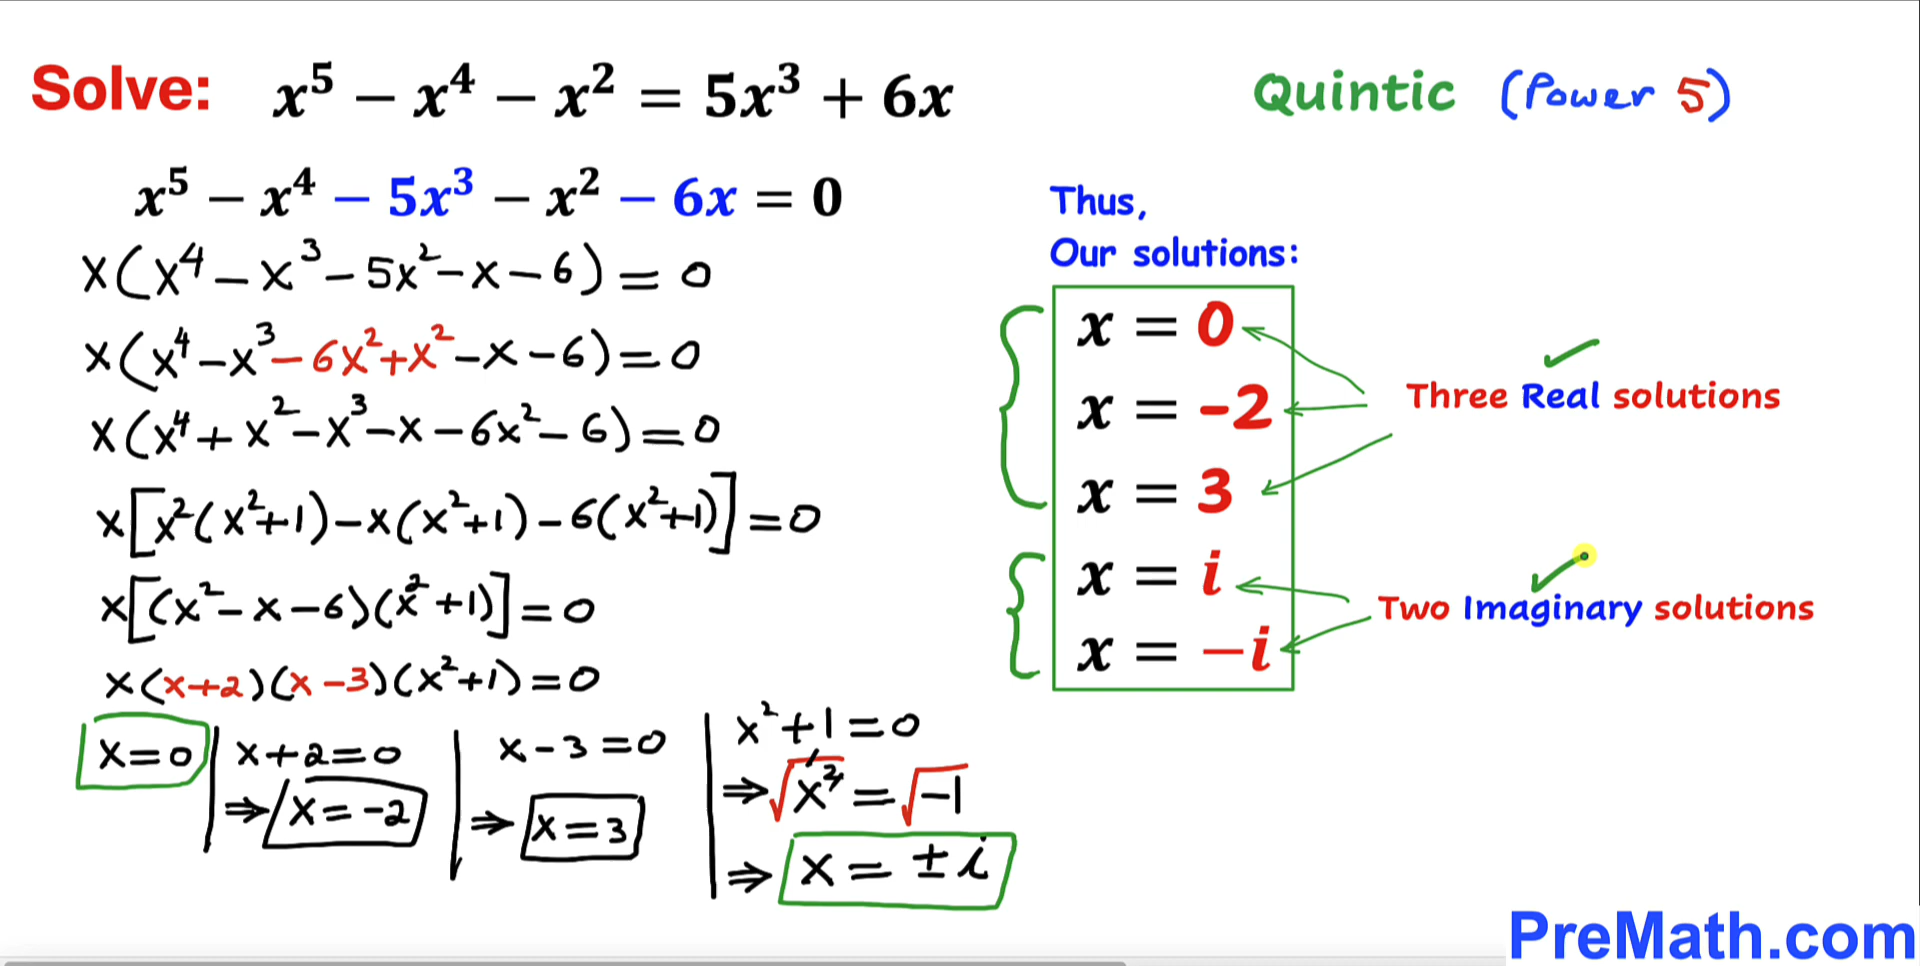 Solve: x⁵ − x⁴ − x² = 5x³ + 6x
Quintic (Power 5)
x⁵ − x⁴ − 5x³ − x² − 6x = 0
x(x⁴ − x³ − 5x² − x − 6) = 0
x(x⁴ − x³ − 6x² + x² − x − 6) = 0
x(x⁴ + x² − x³ − x − 6x² − 6) = 0
x[x²(x²+1) − x(x²+1) − 6(x²+1)] = 0
x[(x² − x − 6)(x² + 1)] = 0
x(x+2)(x−3)(x²+1) = 0
x = 0
x + 2 = 0
⇒ x = −2
x − 3 = 0
⇒ x = 3
x² + 1 = 0
⇒ √x² = √−1
⇒ x = ± i
Thus,
Our solutions:
x = 0
x = -2
x = 3
x = i
x = −i
Three Real solutions
Two Imaginary solutions
PreMath.com